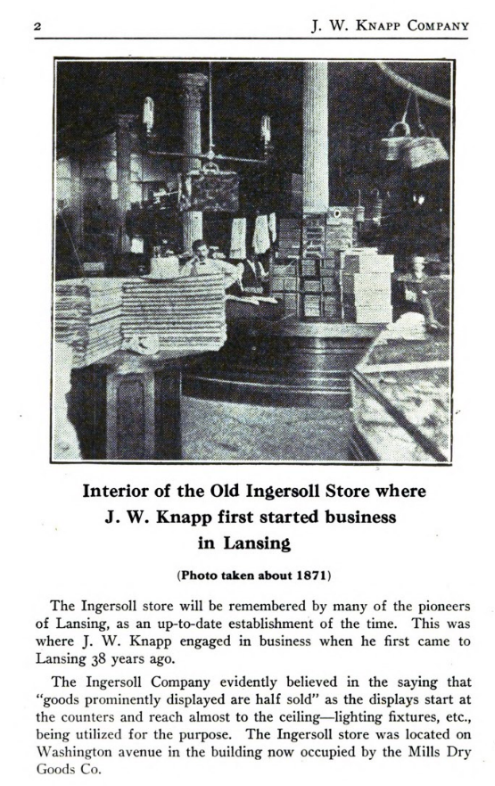 2
J. W. Knapp Company
Interior of the Old Ingersoll Store where
J. W. Knapp first started business
in Lansing
(Photo taken about 1871)
The Ingersoll store will be remembered by many of the pioneers
of Lansing, as an up-to-date establishment of the time. This was
where J. W. Knapp engaged in business when he first came to
Lansing 38 years ago.
The Ingersoll Company evidently believed in the saying that
“goods prominently displayed are half sold” as the displays start at
the counters and reach almost to the ceiling—lighting fixtures, etc.,
being utilized for the purpose. The Ingersoll store was located on
Washington avenue in the building now occupied by the Mills Dry
Goods Co.